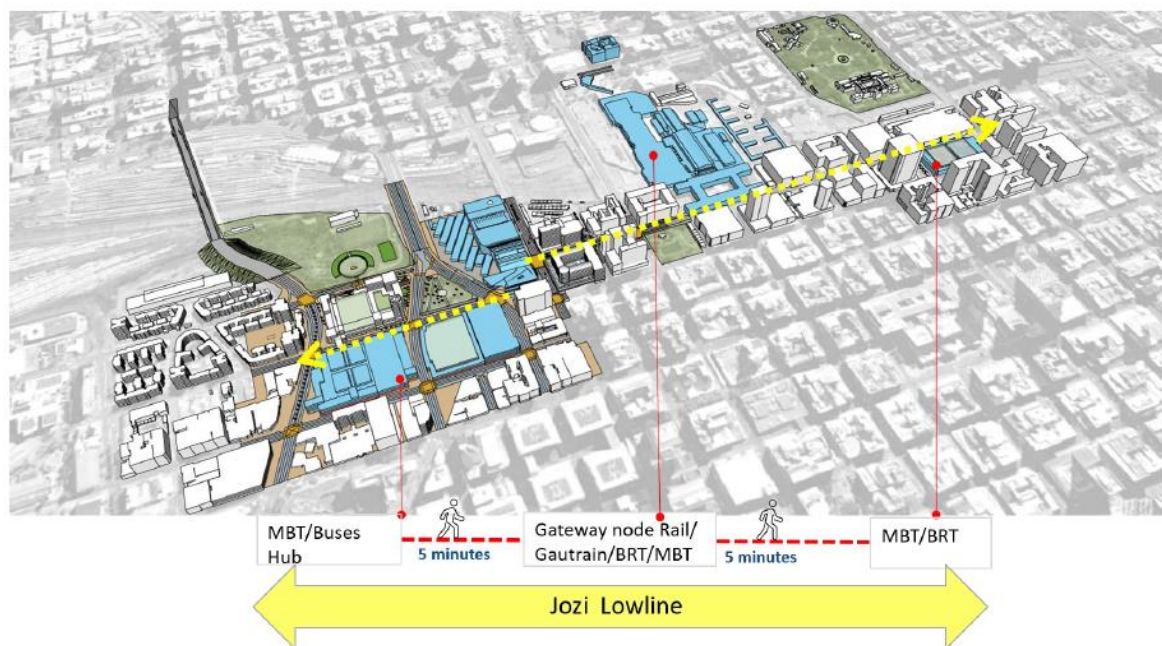 MBT/Buses
Hub
5 minutes
Gateway node Rail/
Gautrain/BRT/MBT
5 minutes
MBT/BRT
Jozi Lowline